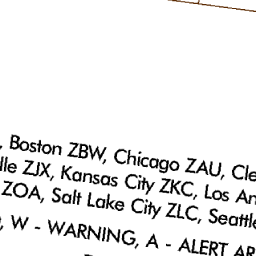 , Boston ZBW, Chicago ZAU, Cle
lle ZJX, Kansas City ZKC, Los An
ZOA, Salt Lake City ZLC, Seattle
, W - WARNING, A - ALERT AR